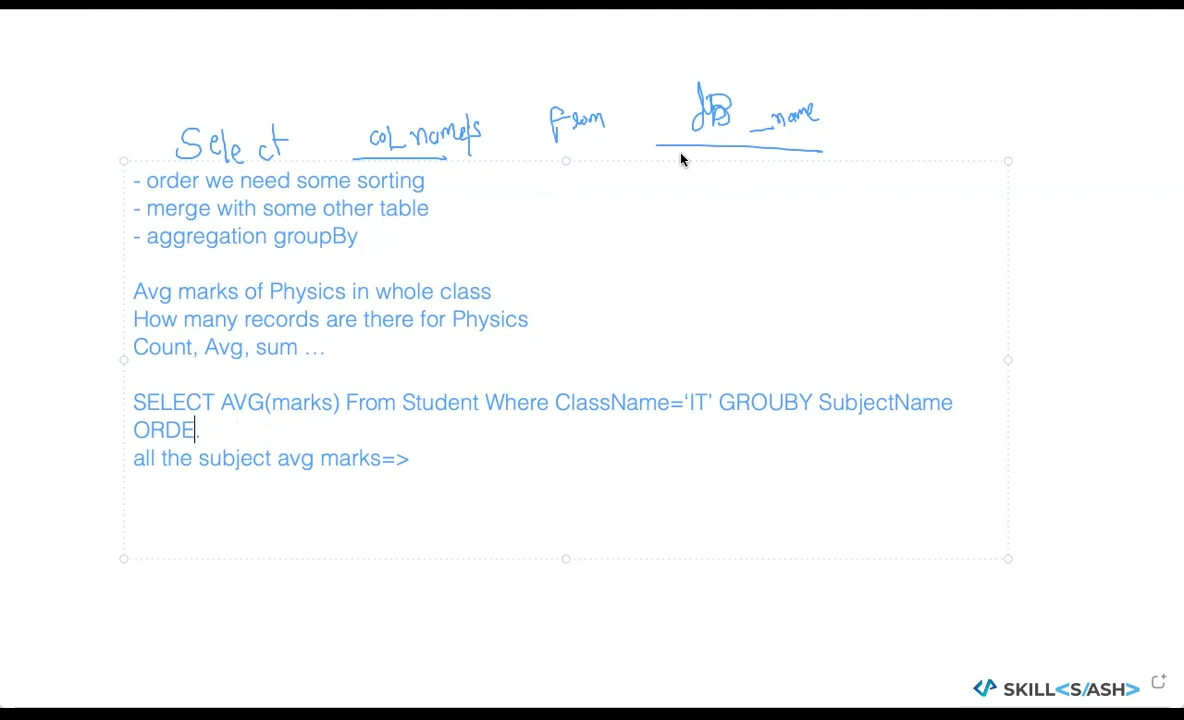 Select col_name/s from DB_name
- order we need some sorting
- merge with some other table
- aggregation groupBy
Avg marks of Physics in whole class
How many records are there for Physics
Count, Avg, sum …
SELECT AVG(marks) From Student Where ClassName=‘IT’ GROUBY SubjectName
ORDE.
all the subject avg marks=>
SKILL<S/ASH>